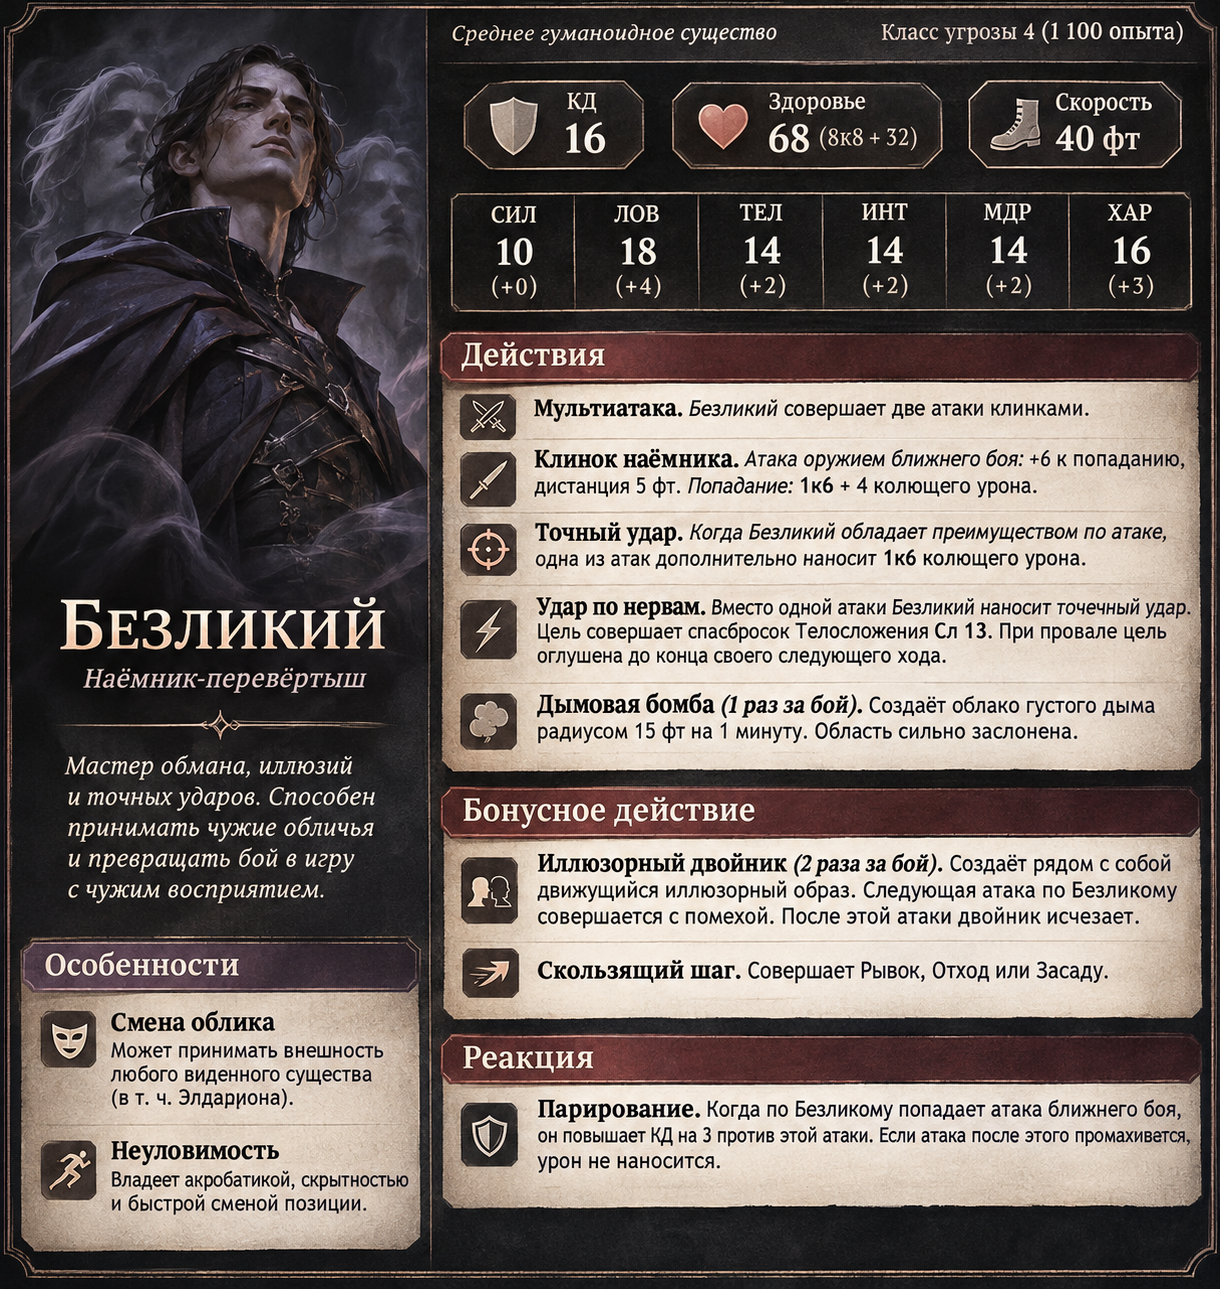 Среднее гуманоидное существо
Класс угрозы 4 (1 100 опыта)
КД
16
Здоровье
68 (8к8 + 32)
Скорость
40 фт
СИЛ
10
(+0)
ЛОВ
18
(+4)
ТЕЛ
14
(+2)
ИНТ
14
(+2)
МДР
14
(+2)
ХАР
16
(+3)
Безликий
Наёмник-перевёртыш
Мастер обмана, иллюзий
и точных ударов. Способен
принимать чужие обличья
и превращать бой в игру
с чужим восприятием.
Особенности
Смена облика
Может принимать внешность
любого виденного существа
(в т. ч. Элдариона).
Неуловимость
Владеет акробатикой, скрытностью
и быстрой сменой позиции.
Действия
Мультиатака. Безликий совершает две атаки клинками.
Клинок наёмника. Атака оружием ближнего боя: +6 к попаданию,
дистанция 5 фт. Попадание: 1к6 + 4 колющего урона.
Точный удар. Когда Безликий обладает преимуществом по атаке,
одна из атак дополнительно наносит 1к6 колющего урона.
Удар по нервам. Вместо одной атаки Безликий наносит точечный удар.
Цель совершает спасбросок Телосложения Сл 13. При провале цель
оглушена до конца своего следующего хода.
Дымовая бомба (1 раз за бой). Создаёт облако густого дыма
радиусом 15 фт на 1 минуту. Область сильно заслонена.
Бонусное действие
Иллюзорный двойник (2 раза за бой). Создаёт рядом с собой
движущийся иллюзорный образ. Следующая атака по Безликому
совершается с помехой. После этой атаки двойник исчезает.
Скользящий шаг. Совершает Рывок, Отход или Засаду.
Реакция
Парирование. Когда по Безликому попадает атака ближнего боя,
он повышает КД на 3 против этой атаки. Если атака после этого промахивается,
урон не наносится.